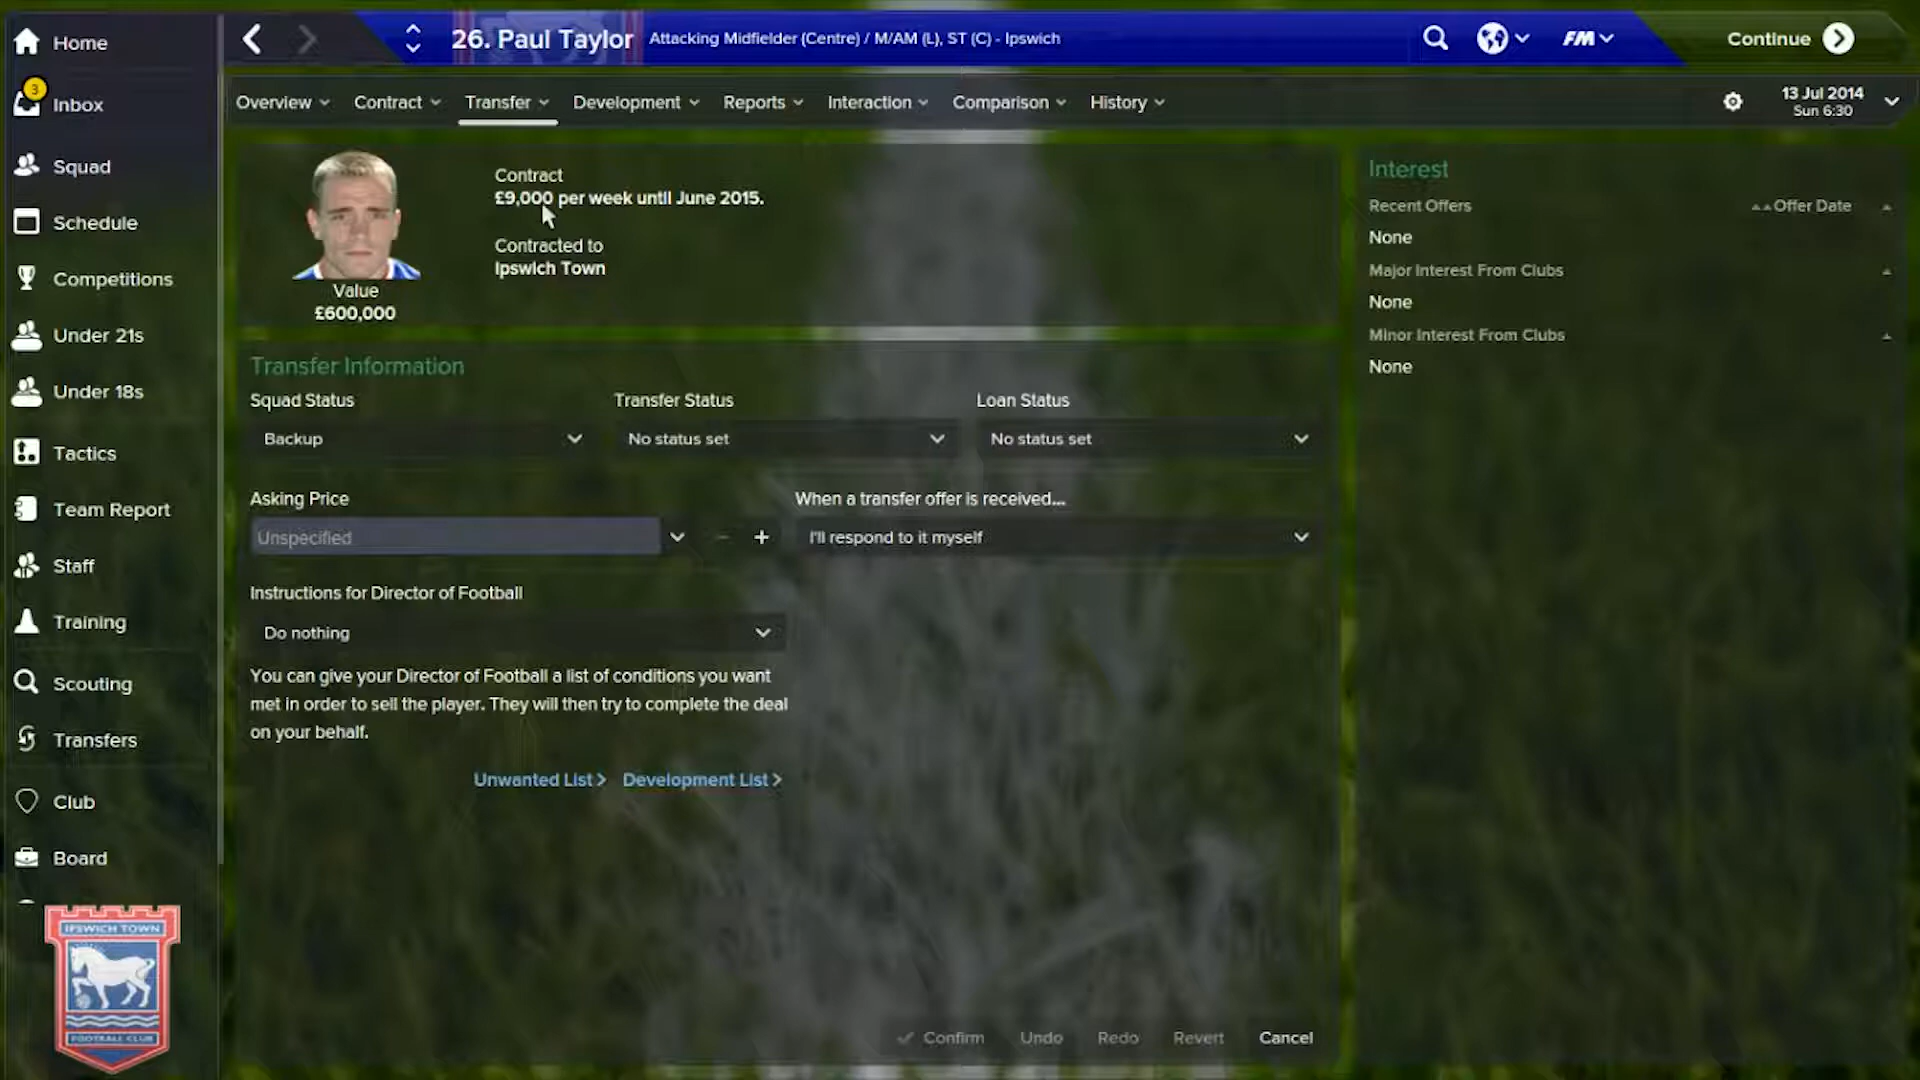 Home
3
Inbox
Squad
Schedule
Competitions
Under 21s
Under 18s
Tactics
Team Report
Staff
Training
Scouting
Transfers
Club
Board
IPSWICH TOWN
FOOTBALL CLUB
26. Paul Taylor Attacking Midfielder (Centre) / M/AM (L), ST (C) - Ipswich
FM
Continue
Overview Contract Transfer Development Reports Interaction Comparison History
13 Jul 2014
Sun 6:30
Contract
£9,000 per week until June 2015.
Contracted to
Ipswich Town
Value
£600,000
Transfer Information
Squad Status Transfer Status Loan Status
Backup No status set No status set
Asking Price When a transfer offer is received...
Unspecified - + I'll respond to it myself
Instructions for Director of Football
Do nothing
You can give your Director of Football a list of conditions you want
met in order to sell the player. They will then try to complete the deal
on your behalf.
Unwanted List > Development List >
Confirm Undo Redo Revert Cancel
Interest
Recent Offers Offer Date
None
Major Interest From Clubs
None
Minor Interest From Clubs
None